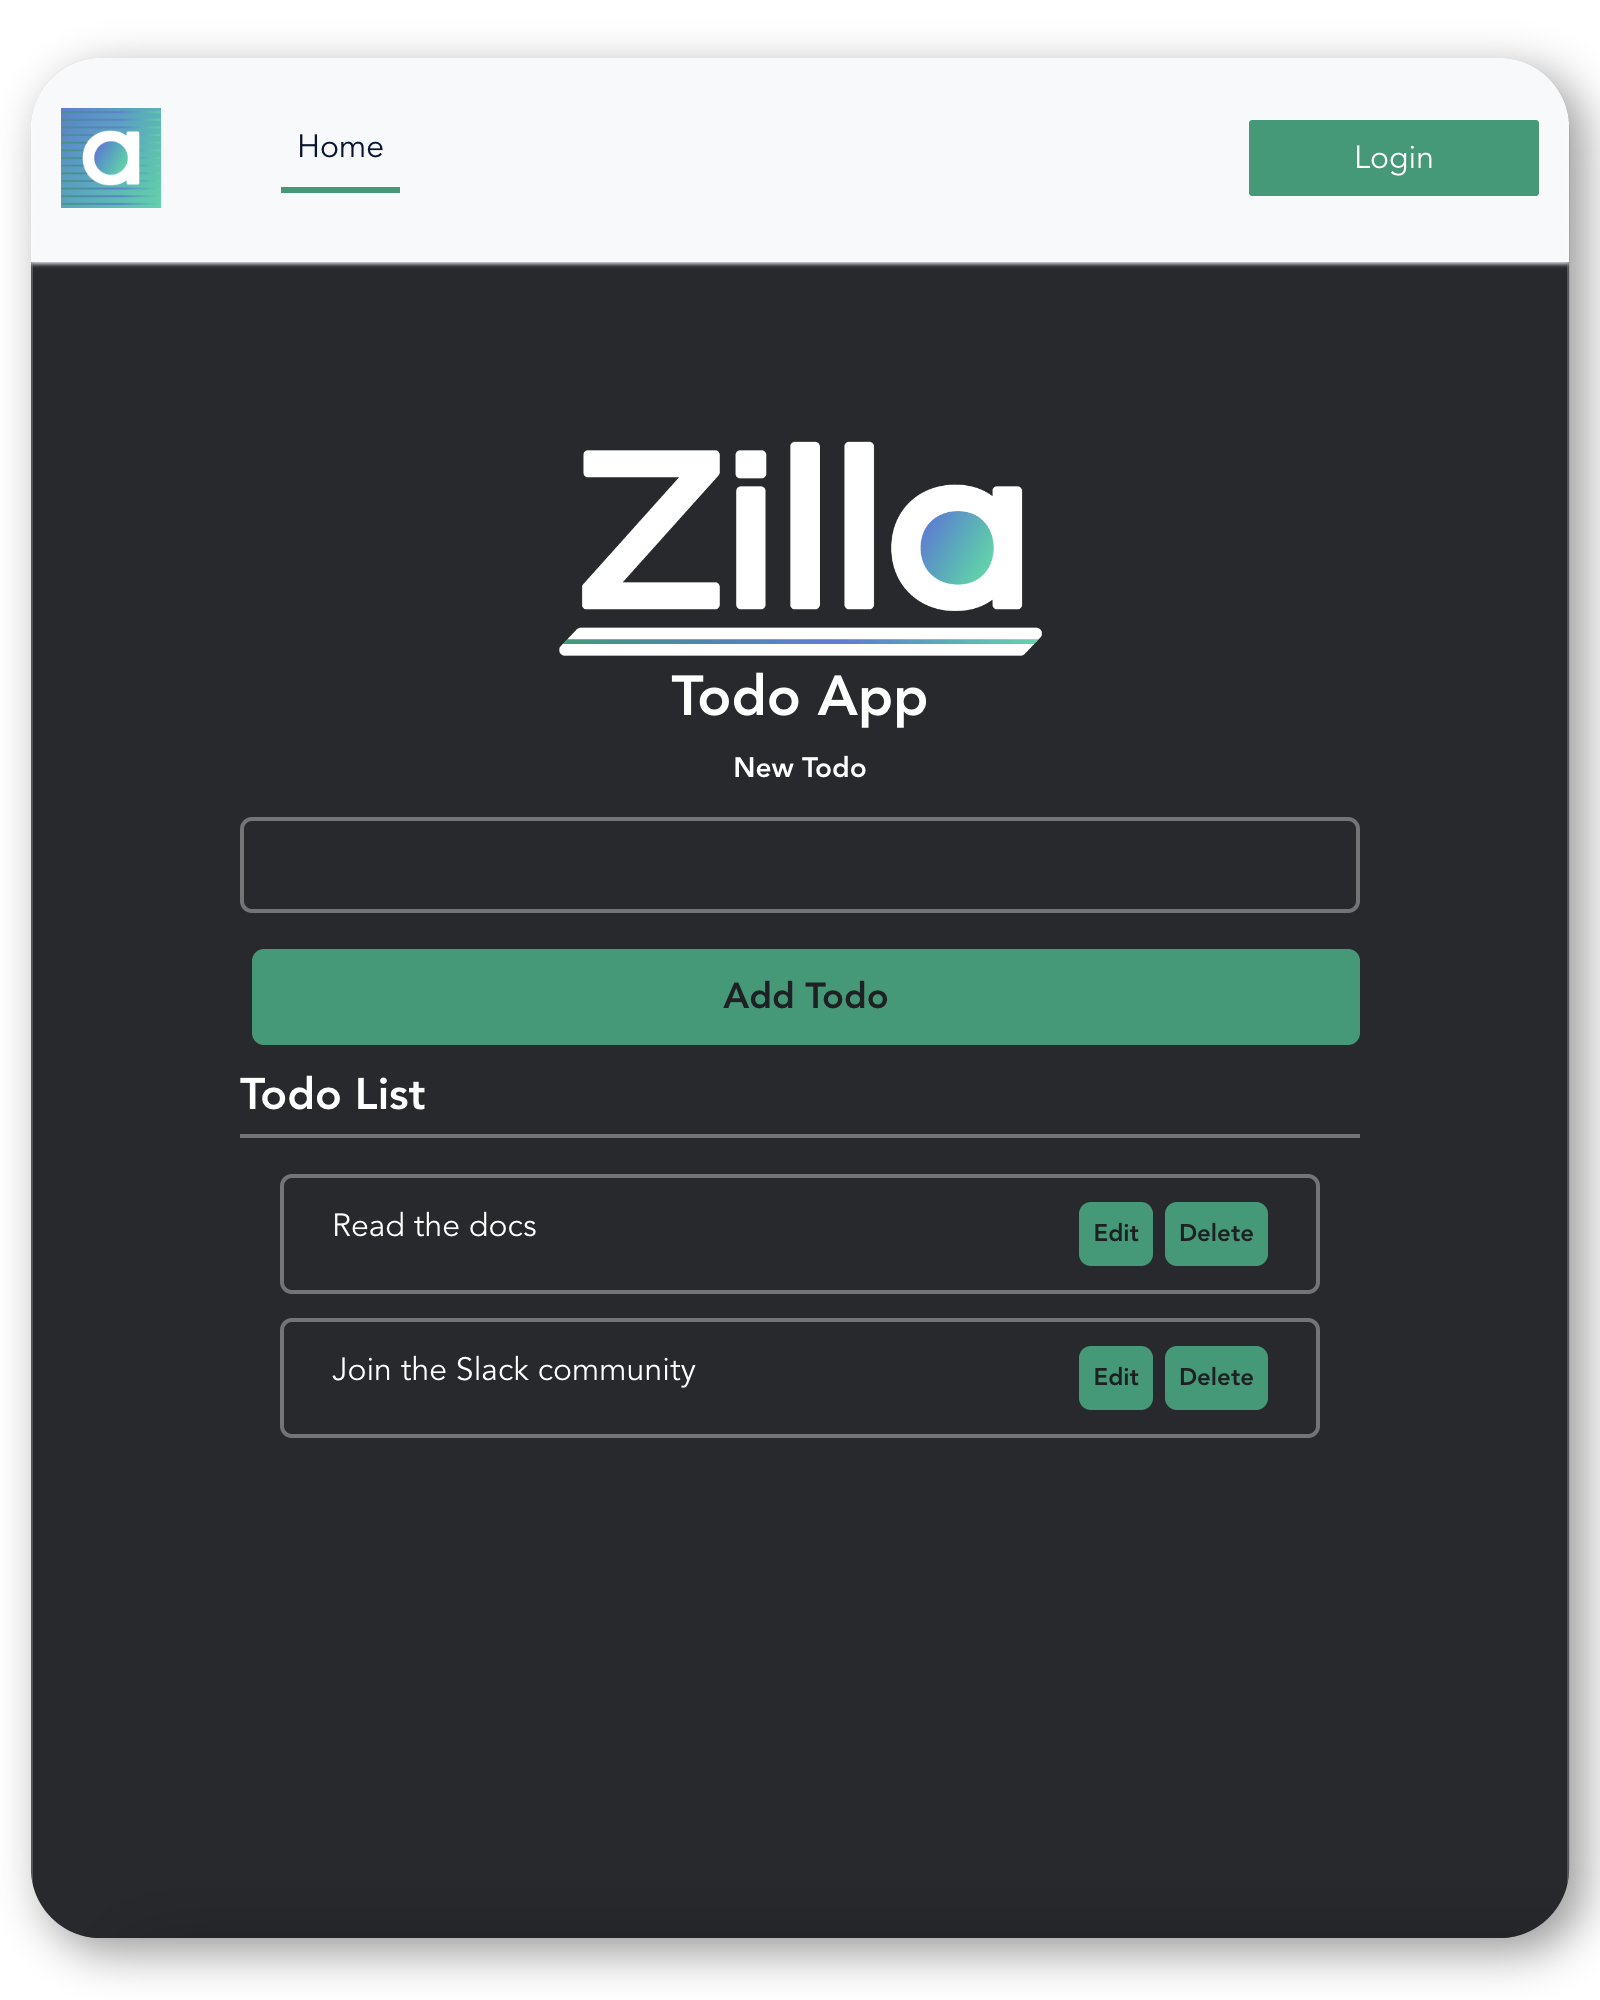 a
Home
Login
Zilla
Todo App
New Todo
Add Todo
Todo List
Read the docs
Edit
Delete
Join the Slack community
Edit
Delete